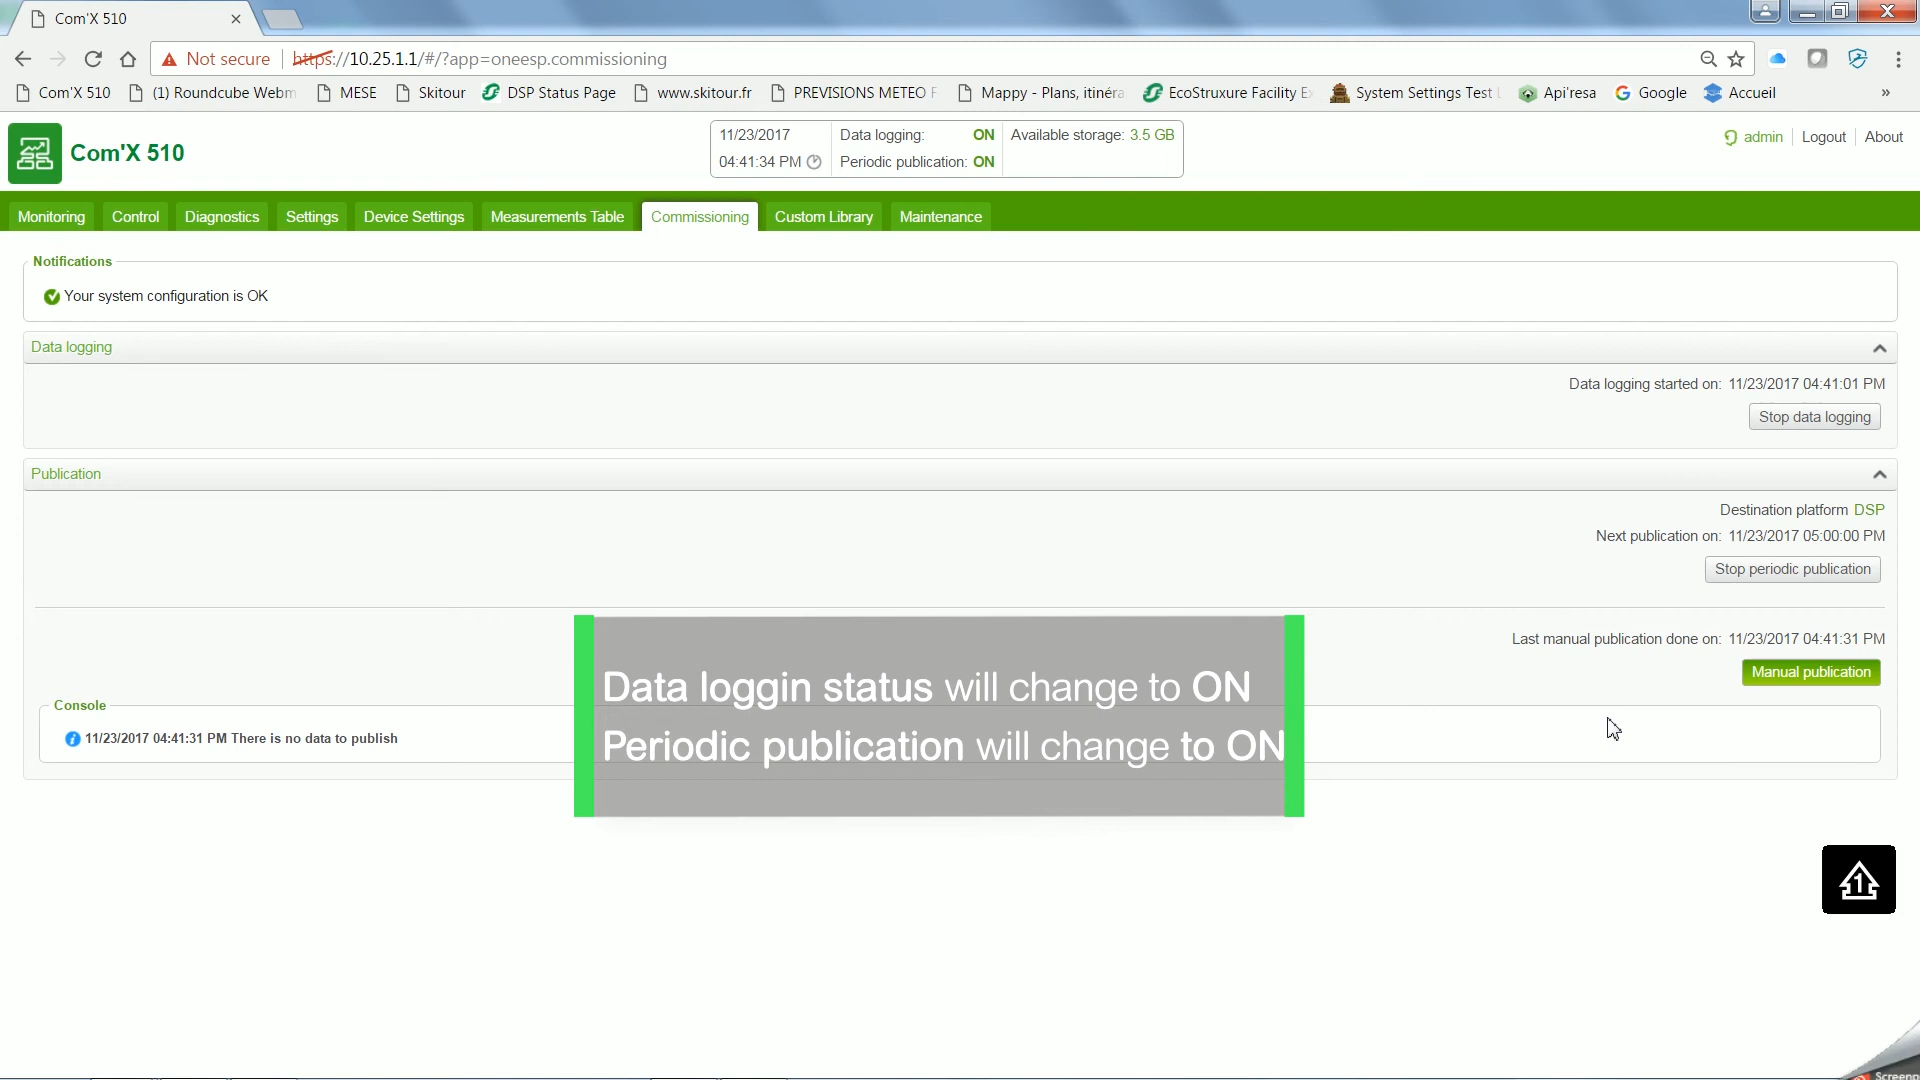 Com'X 510
Not secure https://10.25.1.1/#/?app=oneesp.commissioning
Com'X 510 (1) Roundcube Webm MESE Skitour DSP Status Page www.skitour.fr PREVISIONS METEO F Mappy - Plans, itinéra EcoStruxure Facility Ex System Settings Test Api'resa Google Accueil »
Com'X 510
11/23/2017
04:41:34 PM
Data logging: ON
Periodic publication: ON
Available storage: 3.5 GB
admin Logout About
Monitoring Control Diagnostics Settings Device Settings Measurements Table Commissioning Custom Library Maintenance
Notifications
Your system configuration is OK
Data logging
Data logging started on: 11/23/2017 04:41:01 PM
Stop data logging
Publication
Destination platform DSP
Next publication on: 11/23/2017 05:00:00 PM
Stop periodic publication
Last manual publication done on: 11/23/2017 04:41:31 PM
Manual publication
Console
11/23/2017 04:41:31 PM There is no data to publish
Data loggin status will change to ON
Periodic publication will change to ON
1